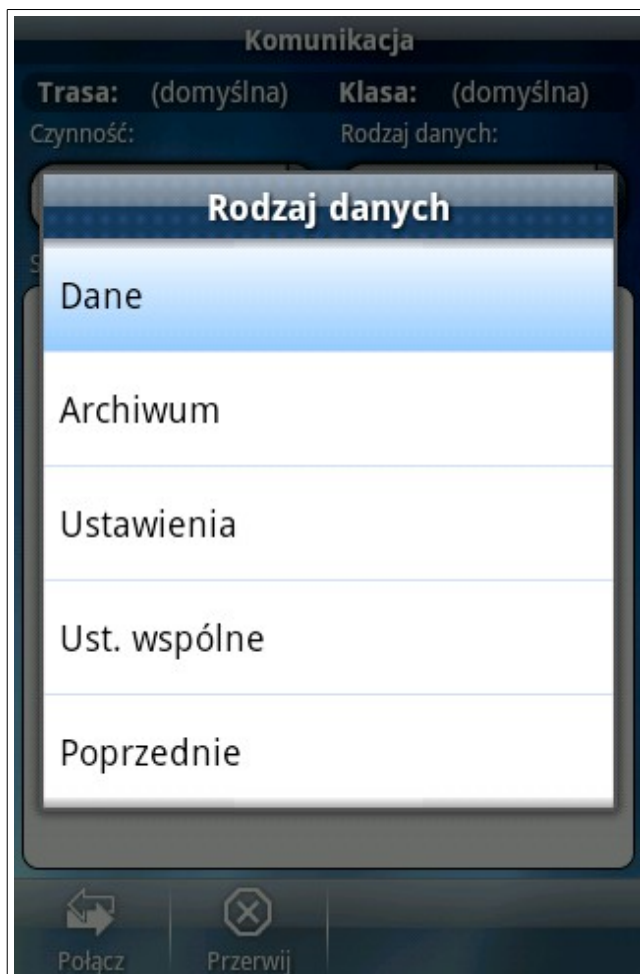 Komunikacja
Trasa: (domyślna) Klasa: (domyślna)
Czynność: Rodzaj danych:
Rodzaj danych
Dane
Archiwum
Ustawienia
Ust. wspólne
Poprzednie
Połącz Przerwij